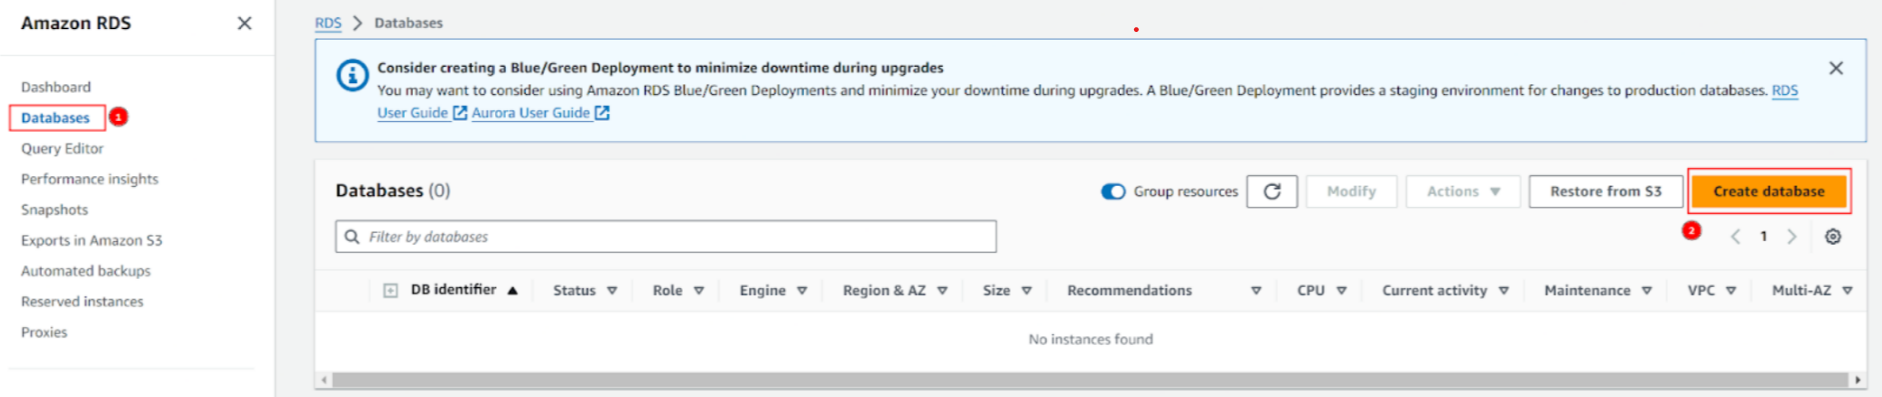 Amazon RDS
Dashboard
Databases 1
Query Editor
Performance insights
Snapshots
Exports in Amazon S3
Automated backups
Reserved instances
Proxies
RDS > Databases
Consider creating a Blue/Green Deployment to minimize downtime during upgrades
You may want to consider using Amazon RDS Blue/Green Deployments and minimize your downtime during upgrades. A Blue/Green Deployment provides a staging environment for changes to production databases. RDS
User Guide Aurora User Guide
Databases (0) Group resources Modify Actions Restore from S3 Create database
Filter by databases 2 < 1 >
DB identifier Status Role Engine Region & AZ Size Recommendations CPU Current activity Maintenance VPC Multi-AZ
No instances found